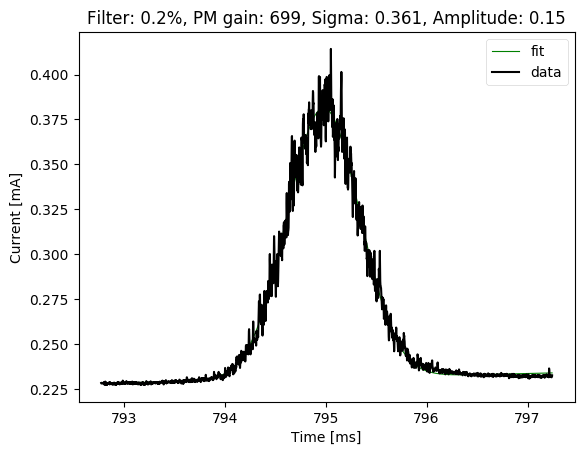 Filter: 0.2%, PM gain: 699, Sigma: 0.361, Amplitude: 0.15
fit
data
0.400
0.375
0.350
0.325
0.300
0.275
0.250
0.225
Current [mA]
793 794 795 796 797
Time [ms]